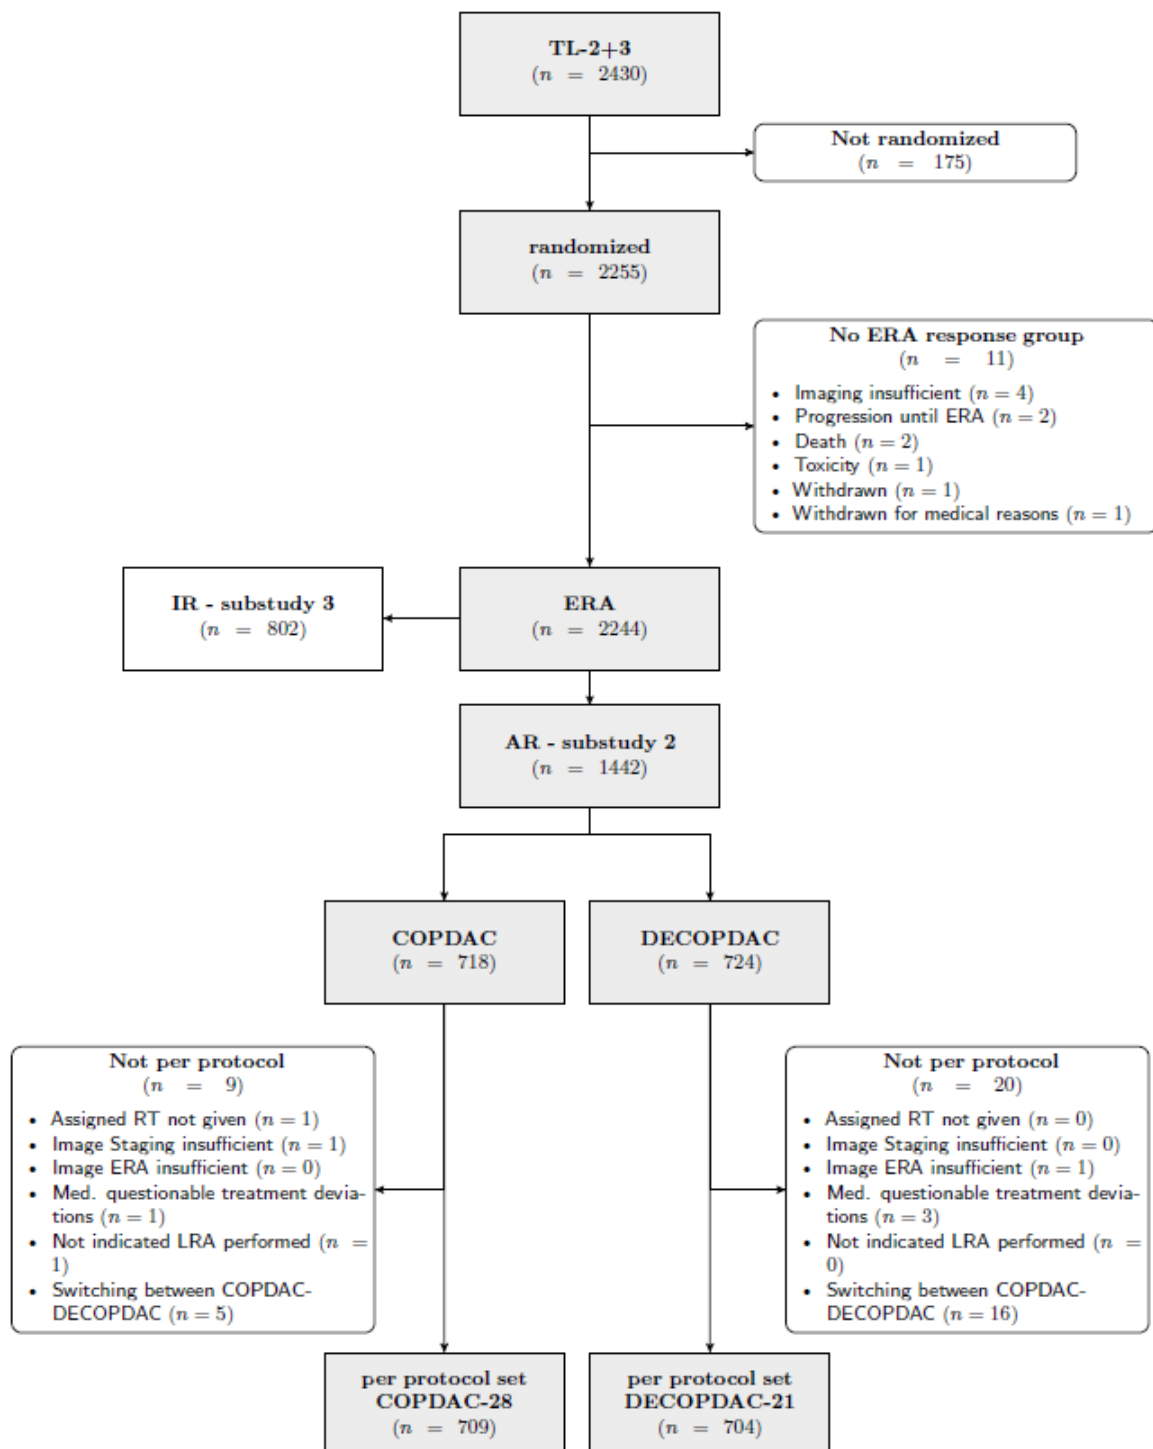 TL-2+3
(n = 2430)
Not randomized
(n = 175)
randomized
(n = 2255)
No ERA response group
(n = 11)
• Imaging insufficient (n = 4)
• Progression until ERA (n = 2)
• Death (n = 2)
• Toxicity (n = 1)
• Withdrawn (n = 1)
• Withdrawn for medical reasons (n = 1)
IR - substudy 3
(n = 802)
ERA
(n = 2244)
AR - substudy 2
(n = 1442)
COPDAC
(n = 718)
DECOPDAC
(n = 724)
Not per protocol
(n = 9)
• Assigned RT not given (n = 1)
• Image Staging insufficient (n = 1)
• Image ERA insufficient (n = 0)
• Med. questionable treatment devia-
tions (n = 1)
• Not indicated LRA performed (n =
1)
• Switching between COPDAC-
DECOPDAC (n = 5)
Not per protocol
(n = 20)
• Assigned RT not given (n = 0)
• Image Staging insufficient (n = 0)
• Image ERA insufficient (n = 1)
• Med. questionable treatment devia-
tions (n = 3)
• Not indicated LRA performed (n =
0)
• Switching between COPDAC-
DECOPDAC (n = 16)
per protocol set
COPDAC-28
(n = 709)
per protocol set
DECOPDAC-21
(n = 704)